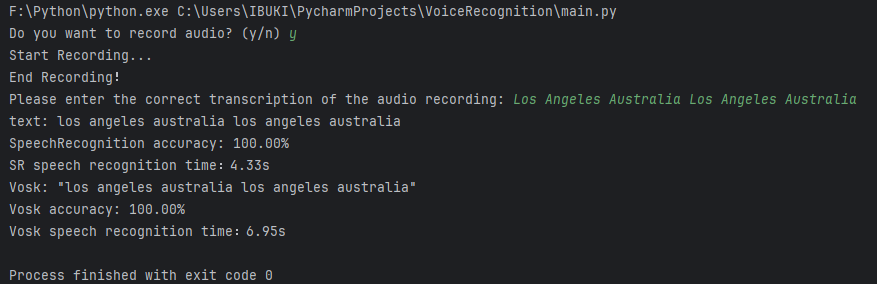 F:\Python\python.exe C:\Users\IBUKI\PycharmProjects\VoiceRecognition\main.py
Do you want to record audio? (y/n) y
Start Recording...
End Recording!
Please enter the correct transcription of the audio recording: Los Angeles Australia Los Angeles Australia
text: los angeles australia los angeles australia
SpeechRecognition accuracy: 100.00%
SR speech recognition time：4.33s
Vosk: "los angeles australia los angeles australia"
Vosk accuracy: 100.00%
Vosk speech recognition time：6.95s
Process finished with exit code 0